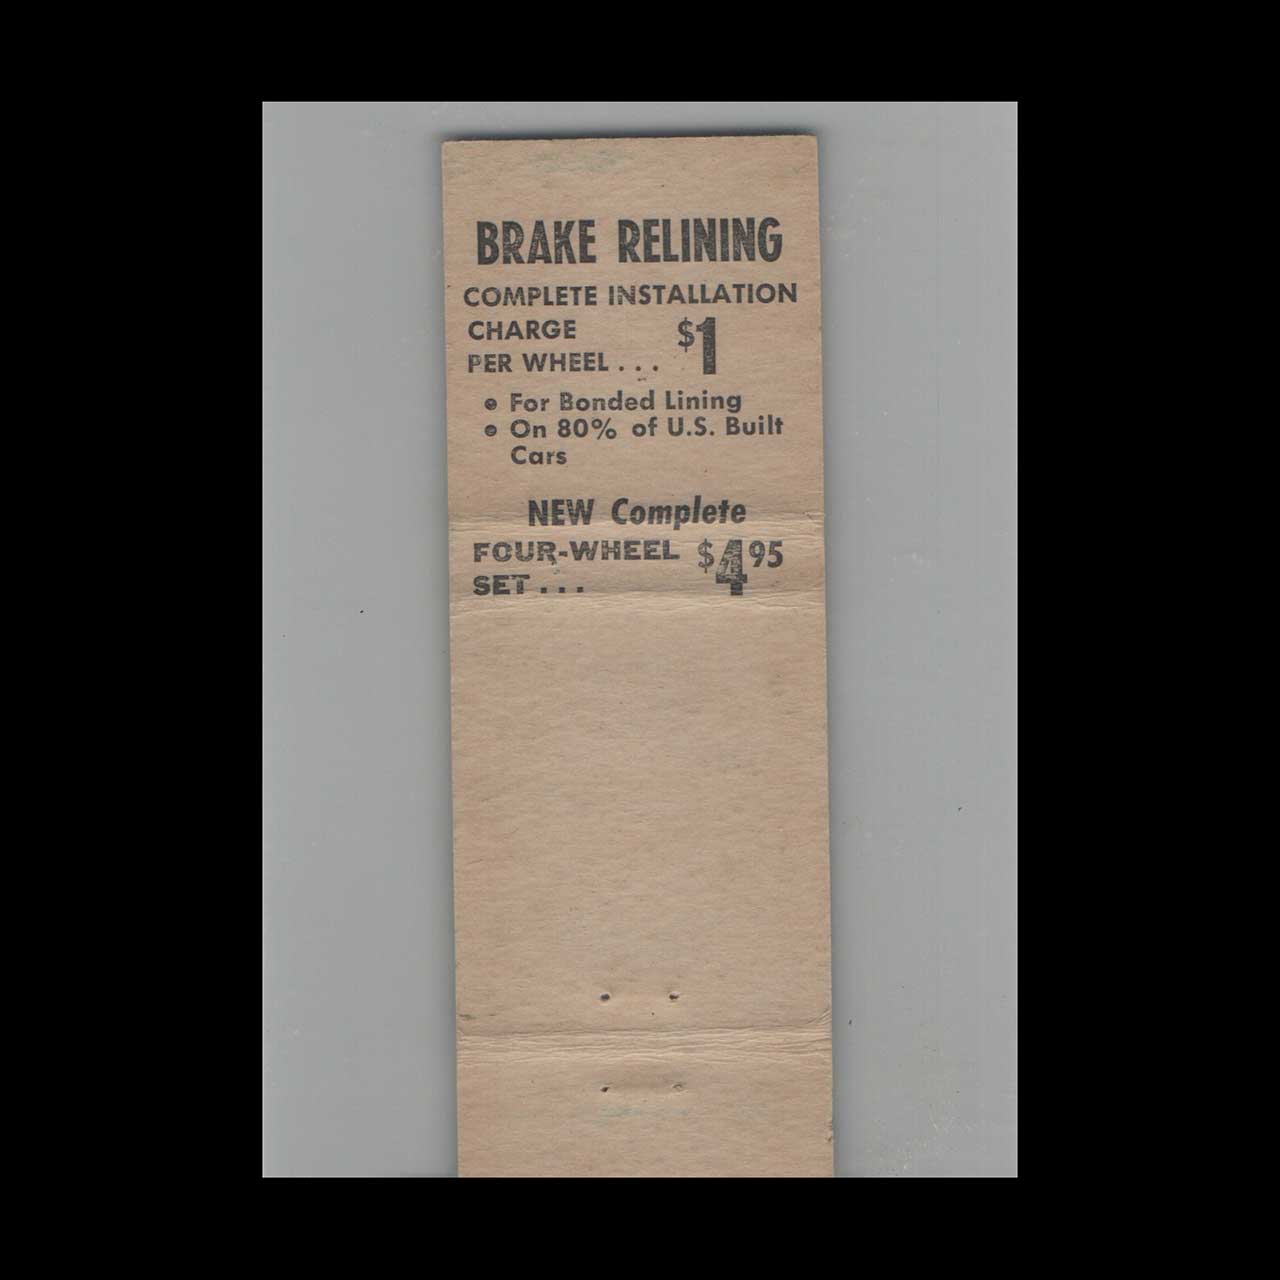 BRAKE RELINING
COMPLETE INSTALLATION
CHARGE
PER WHEEL . . . $1
• For Bonded Lining
• On 80% of U.S. Built
Cars
NEW Complete
FOUR-WHEEL $4.95
SET . . .